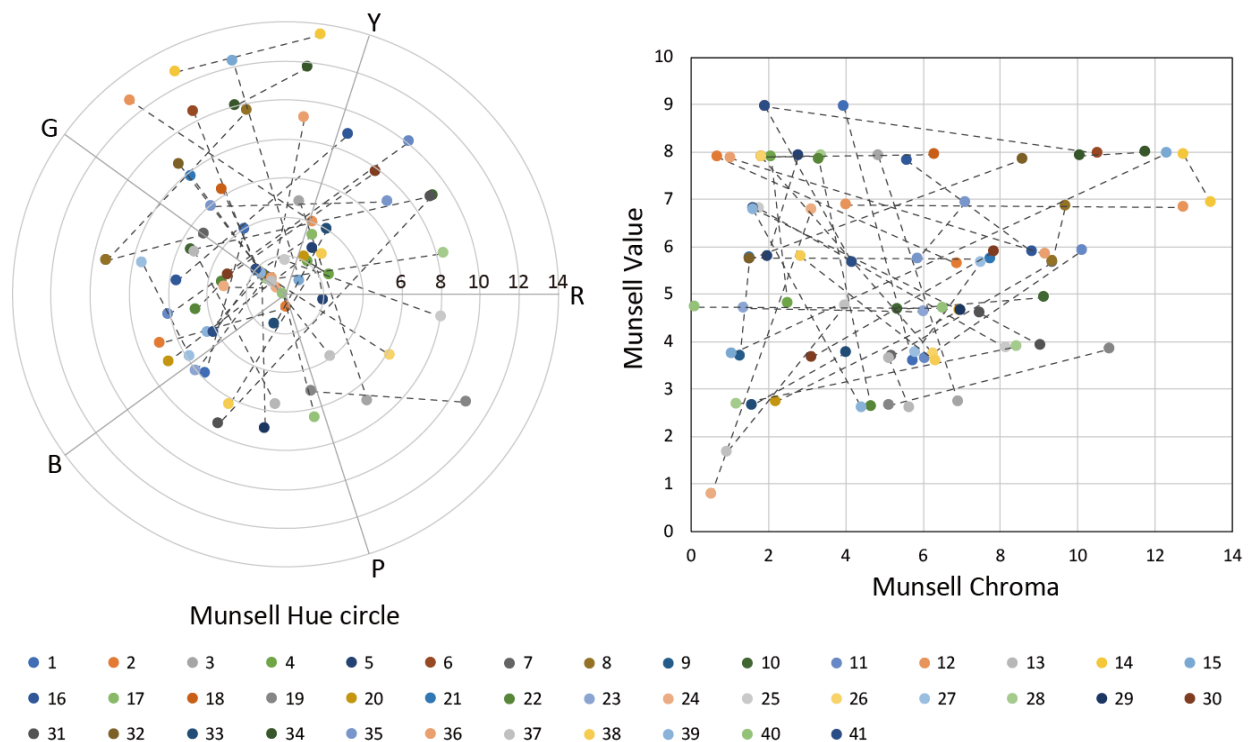 Y
G
R
B
P
6 8 10 12 14
Munsell Hue circle
10
9
8
7
6
5
4
3
2
1
0
0 2 4 6 8 10 12 14
Munsell Value
Munsell Chroma
1 2 3 4 5 6 7 8 9 10 11 12 13 14 15
16 17 18 19 20 21 22 23 24 25 26 27 28 29 30
31 32 33 34 35 36 37 38 39 40 41